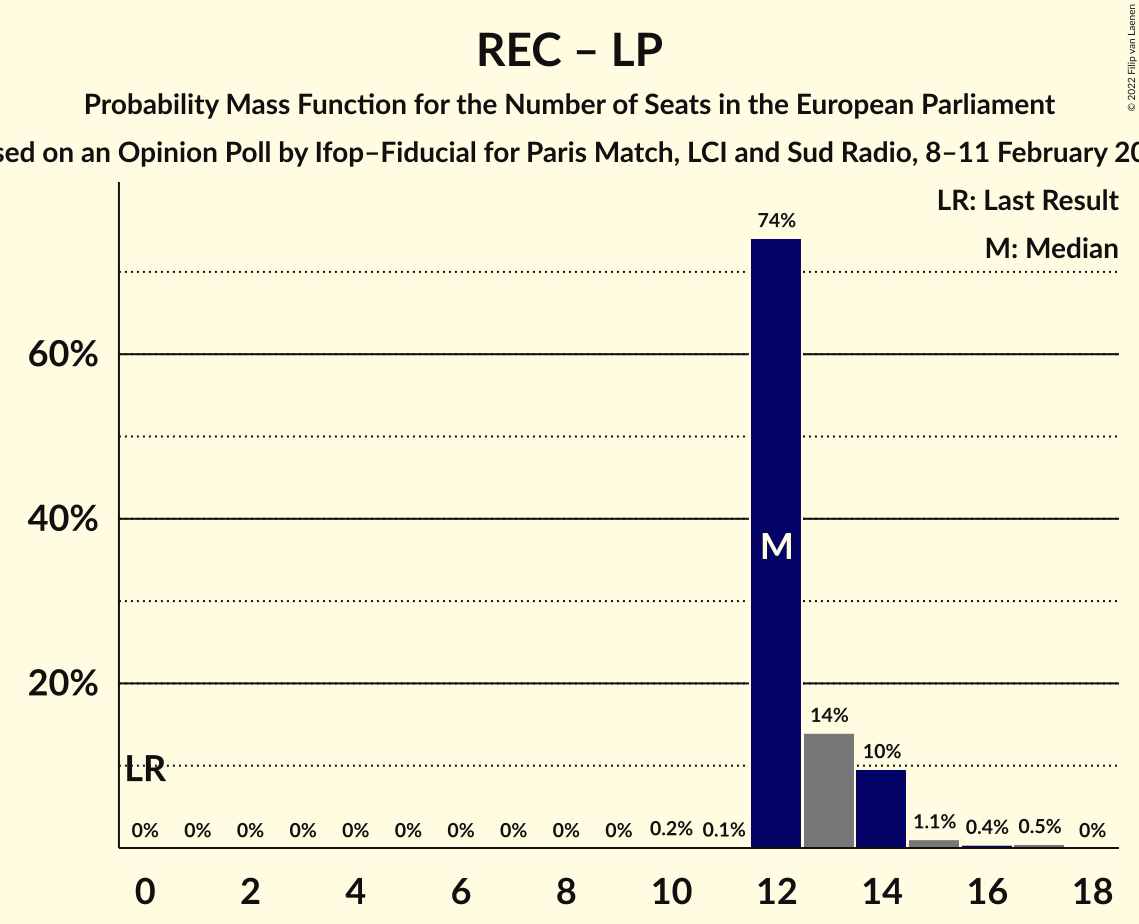 REC – LP
Probability Mass Function for the Number of Seats in the European Parliament
sed on an Opinion Poll by Ifop–Fiducial for Paris Match, LCI and Sud Radio, 8–11 February 20
© 2022 Filip van Laenen
LR: Last Result
M: Median
74%
60%
40%
M
20%
14%
10%
LR
0% 0% 0% 0% 0% 0% 0% 0% 0% 0% 0.2% 0.1% 1.1% 0.4% 0.5% 0%
0 2 4 6 8 10 12 14 16 18